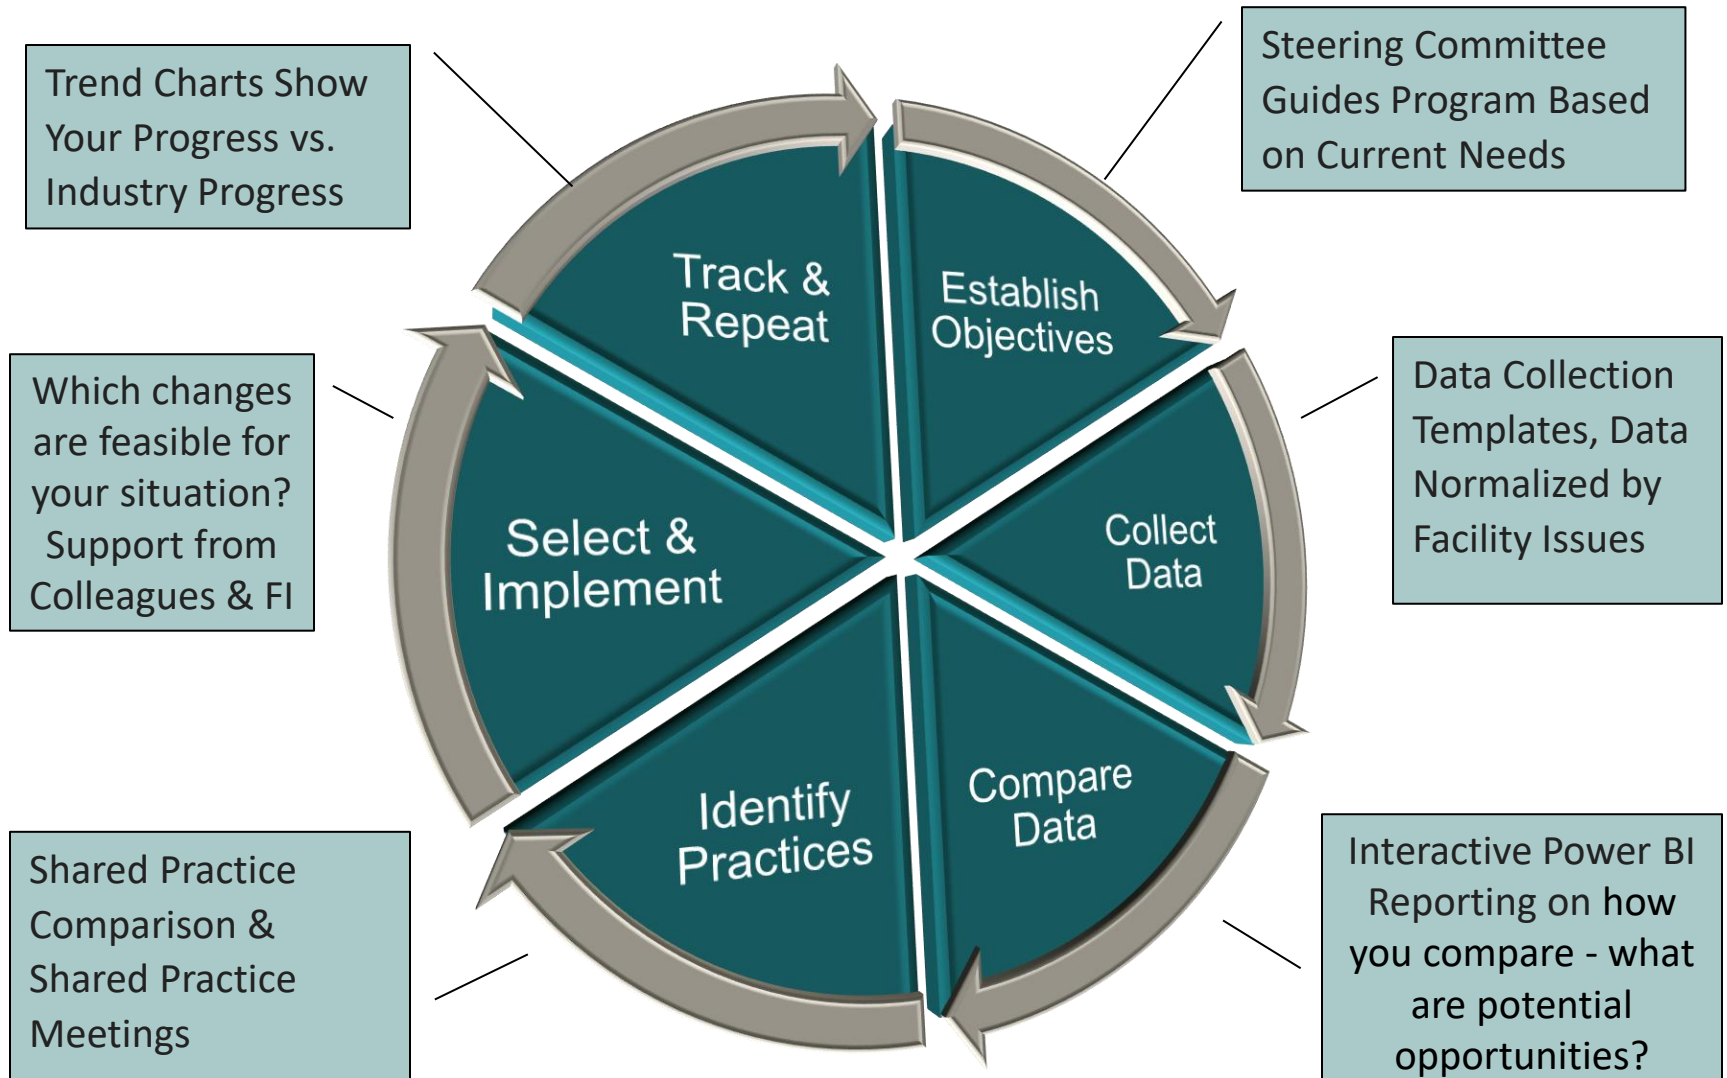 Trend Charts Show
Your Progress vs.
Industry Progress
Steering Committee
Guides Program Based
on Current Needs
Track &
Repeat
Establish
Objectives
Which changes
are feasible for
your situation?
Support from
Colleagues & FI
Data Collection
Templates, Data
Normalized by
Facility Issues
Select &
Implement
Collect
Data
Identify
Practices
Compare
Data
Shared Practice
Comparison &
Shared Practice
Meetings
Interactive Power BI
Reporting on how
you compare - what
are potential
opportunities?